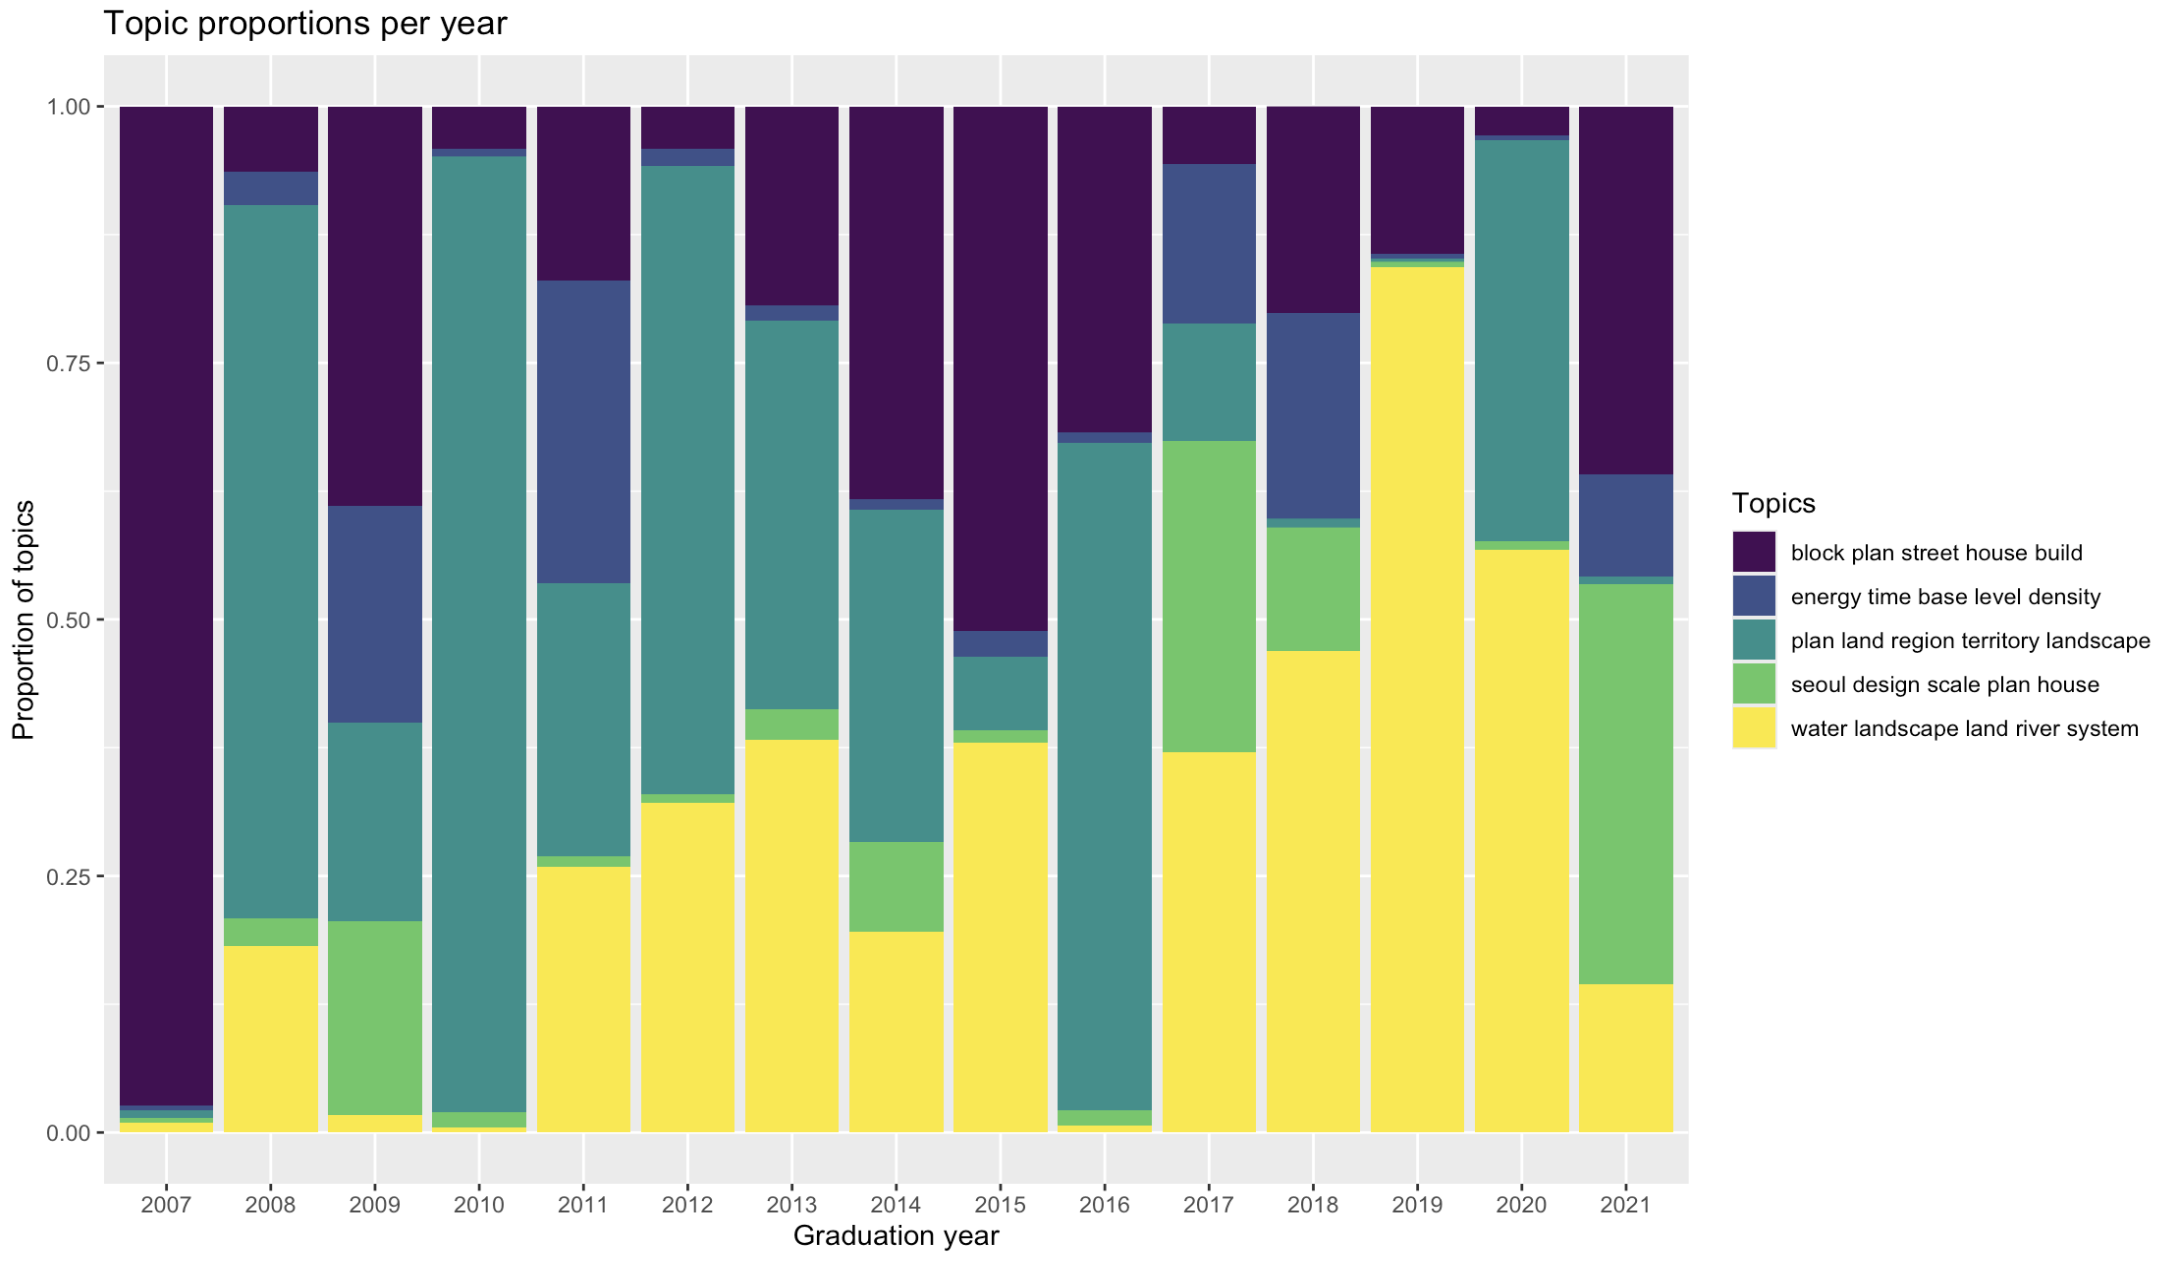 Topic proportions per year
1.00
0.75
0.50
0.25
0.00
Proportion of topics
2007 2008 2009 2010 2011 2012 2013 2014 2015 2016 2017 2018 2019 2020 2021
Graduation year
Topics
block plan street house build
energy time base level density
plan land region territory landscape
seoul design scale plan house
water landscape land river system